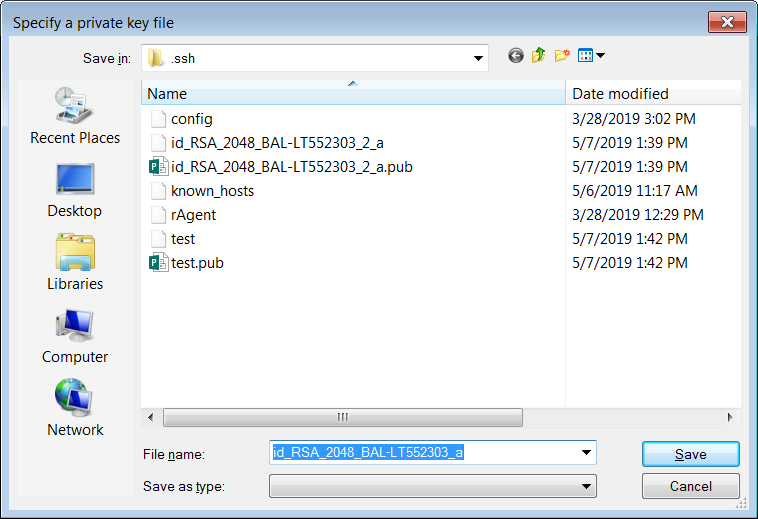 Specify a private key file
Save in: .ssh
Name Date modified
config 3/28/2019 3:02 PM
id_RSA_2048_BAL-LT552303_2_a 5/7/2019 1:39 PM
id_RSA_2048_BAL-LT552303_2_a.pub 5/7/2019 1:39 PM
known_hosts 5/6/2019 11:17 AM
rAgent 3/28/2019 12:29 PM
test 5/7/2019 1:42 PM
test.pub 5/7/2019 1:42 PM
Recent Places
Desktop
Libraries
Computer
Network
File name: id_RSA_2048_BAL-LT552303_a Save
Save as type: Cancel